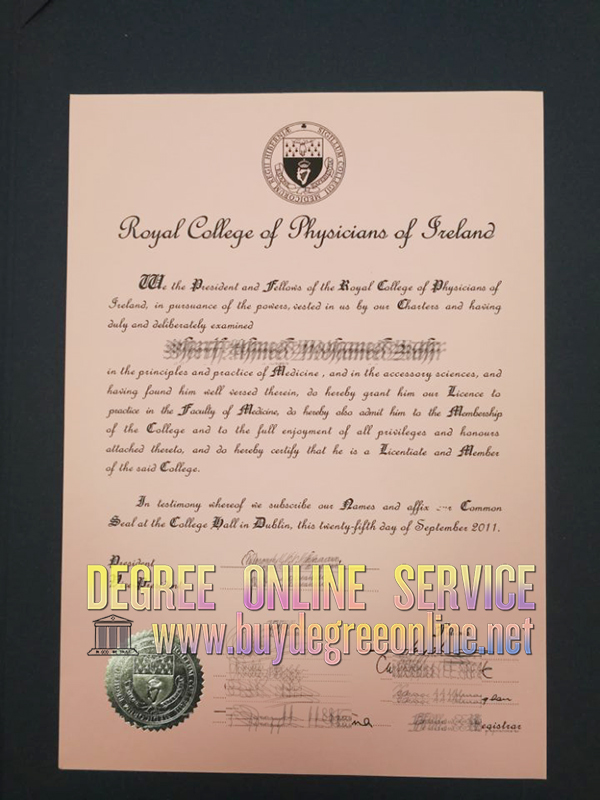 SIGILLUM COLLEGII MEDICORUM REGII HIBERNIÆ
Royal College of Physicians of Ireland
We the President and Fellows of the Royal College of Physicians of
Ireland, in pursuance of the powers, vested in us by our Charters and having
duly and deliberately examined
in the principles and practice of Medicine , and in the accessory sciences, and
having found him well versed therein, do hereby grant him our Licence to
practice in the Faculty of Medicine, do hereby also admit him to the Membership
of the College and to the full enjoyment of all privileges and honours
attached thereto, and do hereby certify that he is a Licentiate and Member
of the said College.
In testimony whereof we subscribe our Names and affix our Common
Seal at the College Hall in Dublin, this twenty-fifth day of September 2011.
President
DEGREE ONLINE SERVICE
www.buydegreeonline.net
Registrar